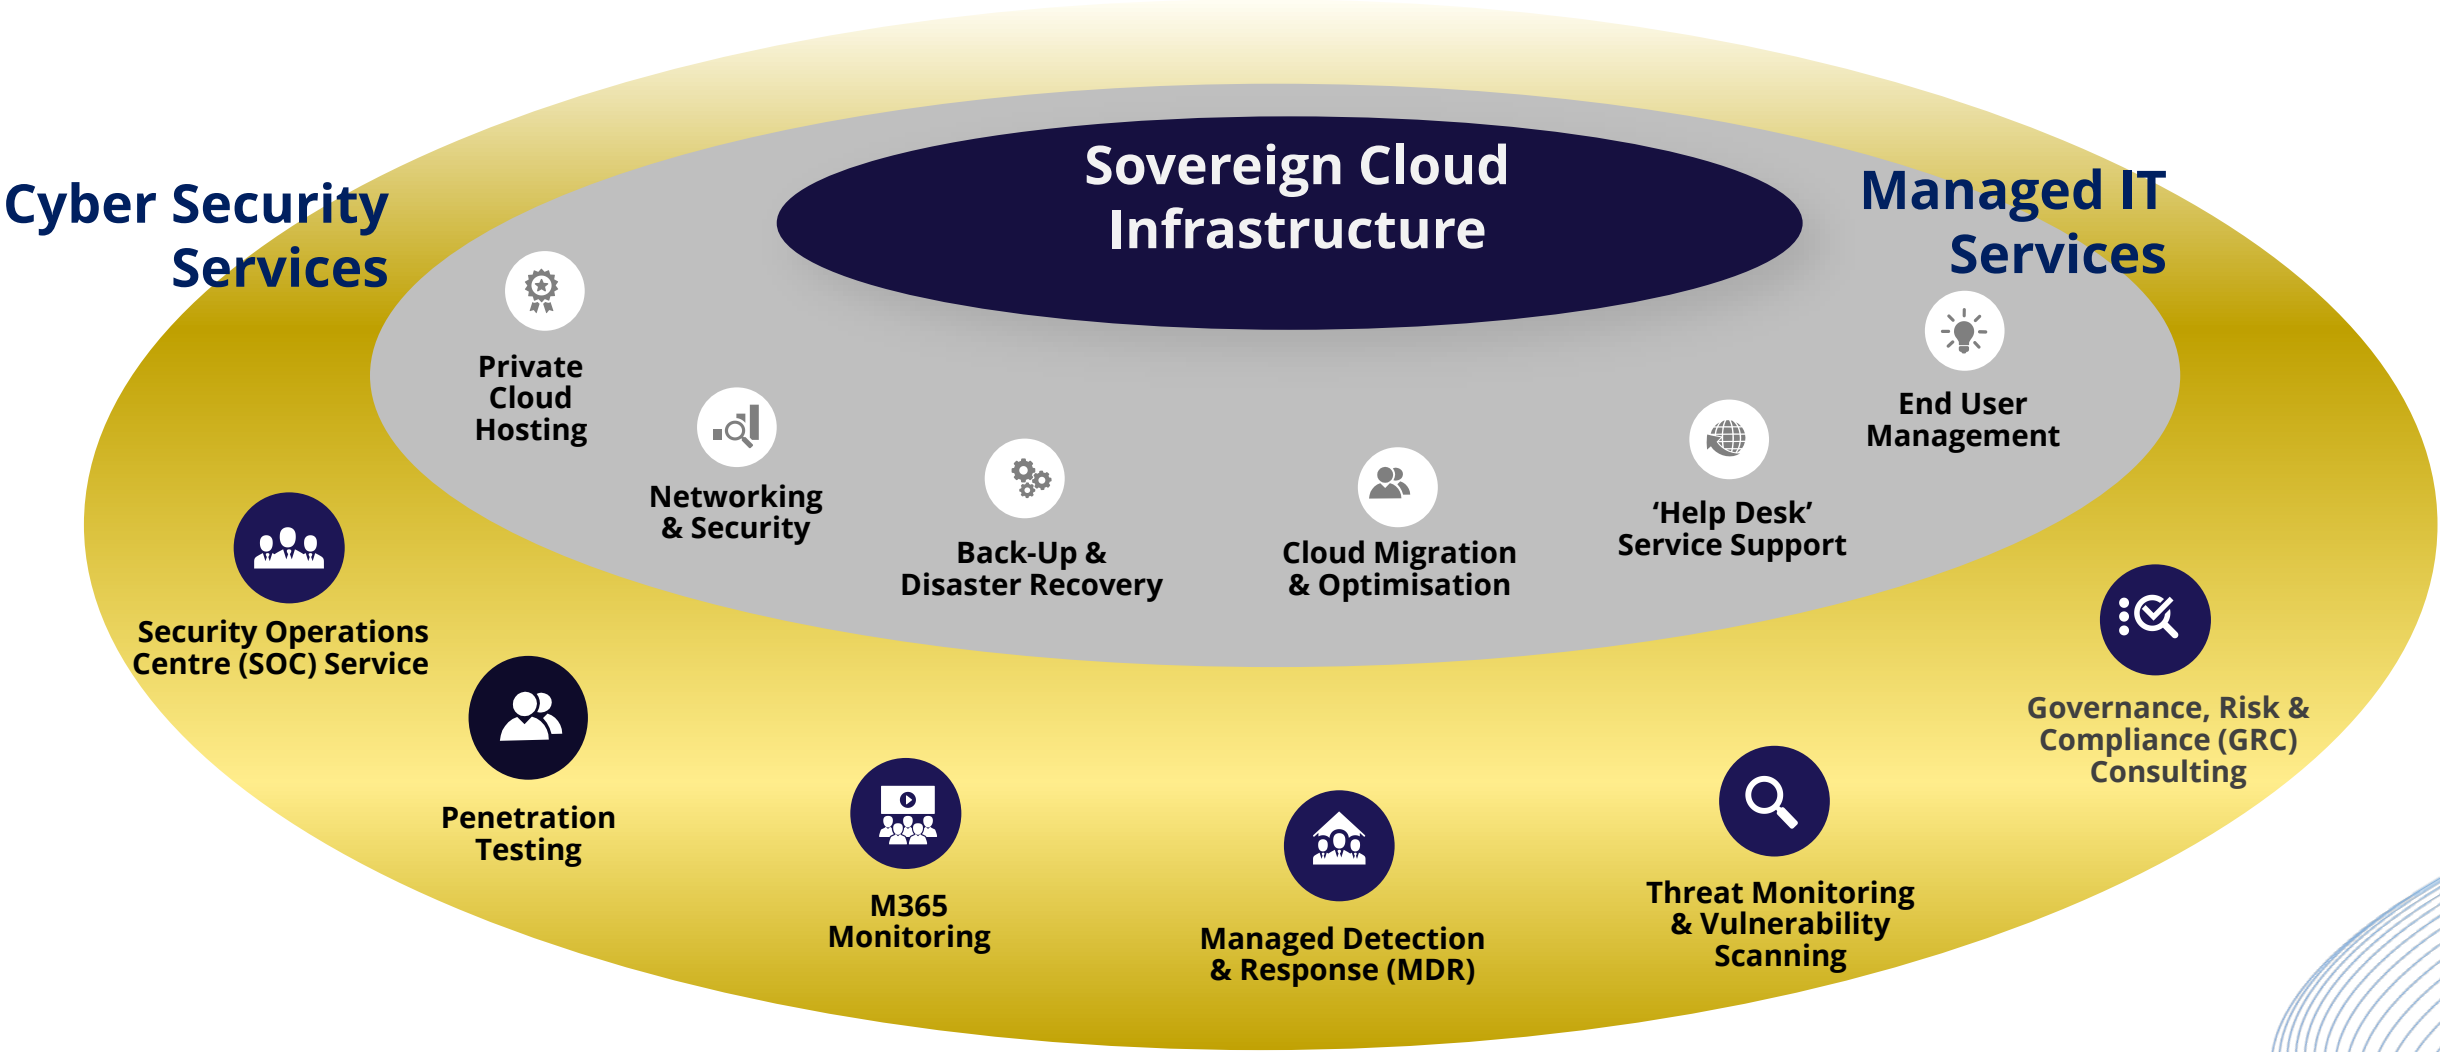 Sovereign Cloud
Infrastructure
Cyber Security
Services
Managed IT
Services
Private
Cloud
Hosting
Networking
& Security
Back-Up &
Disaster Recovery
Cloud Migration
& Optimisation
‘Help Desk’
Service Support
End User
Management
Security Operations
Centre (SOC) Service
Penetration
Testing
M365
Monitoring
Managed Detection
& Response (MDR)
Threat Monitoring
& Vulnerability
Scanning
Governance, Risk &
Compliance (GRC)
Consulting